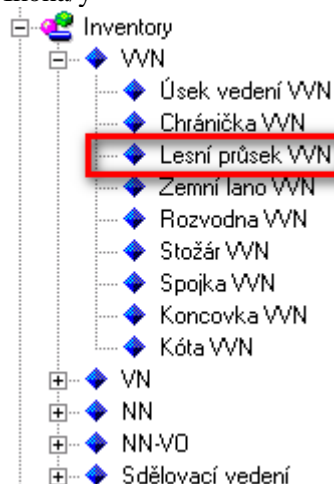 Inventory
VVN
Úsek vedení VVN
Chránička VVN
Lesní průsek VVN
Zemní lano VVN
Rozvodna VVN
Stožár VVN
Spojka VVN
Koncovka VVN
Kóta VVN
VN
NN
NN-VO
Sdělovací vedení